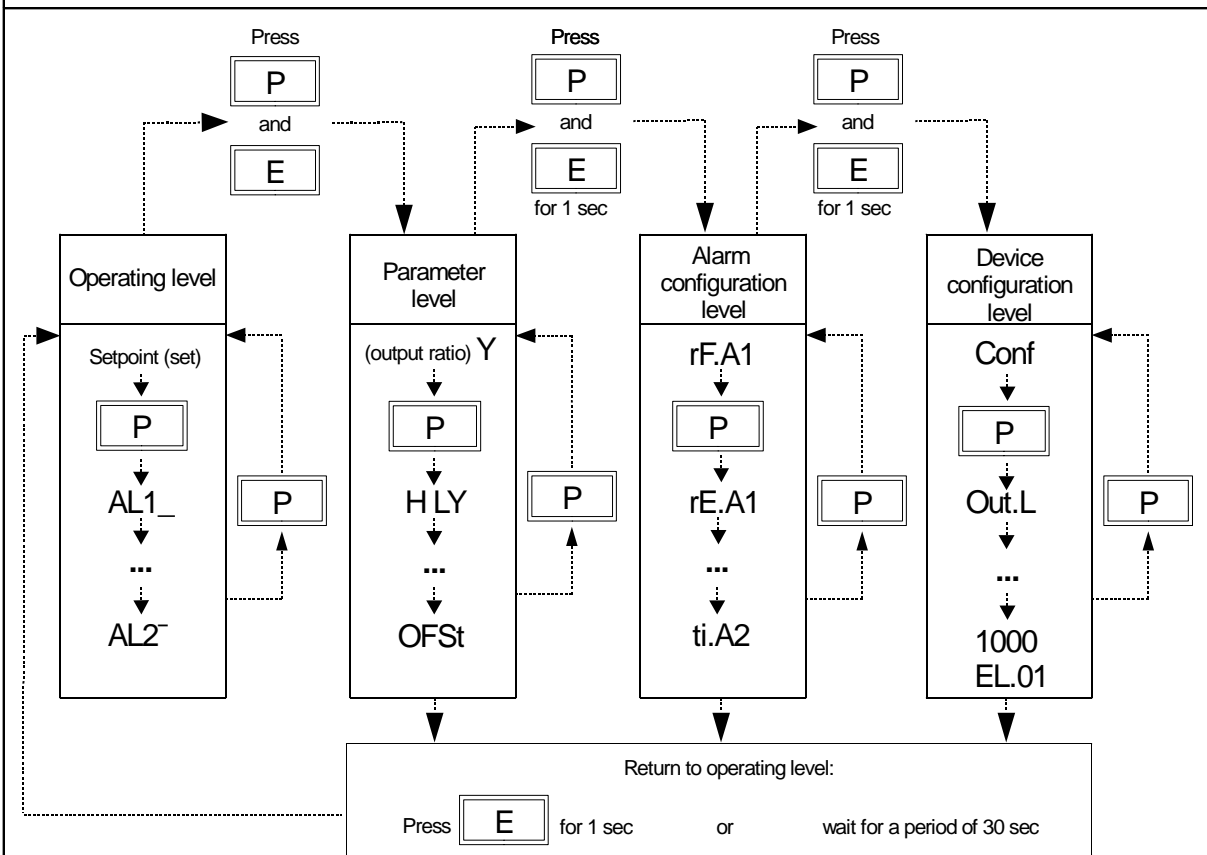 Press
P
and
E
Press
P
and
E
for 1 sec
Press
P
and
E
for 1 sec
Operating level
Setpoint (set)
P
AL1_
...
AL2¯
P
Parameter
level
(output ratio) Y
P
H LY
...
OFSt
P
Alarm
configuration
level
rF.A1
P
rE.A1
...
ti.A2
P
Device
configuration
level
Conf
P
Out.L
...
1000
EL.01
P
Return to operating level:
Press E for 1 sec or wait for a period of 30 sec